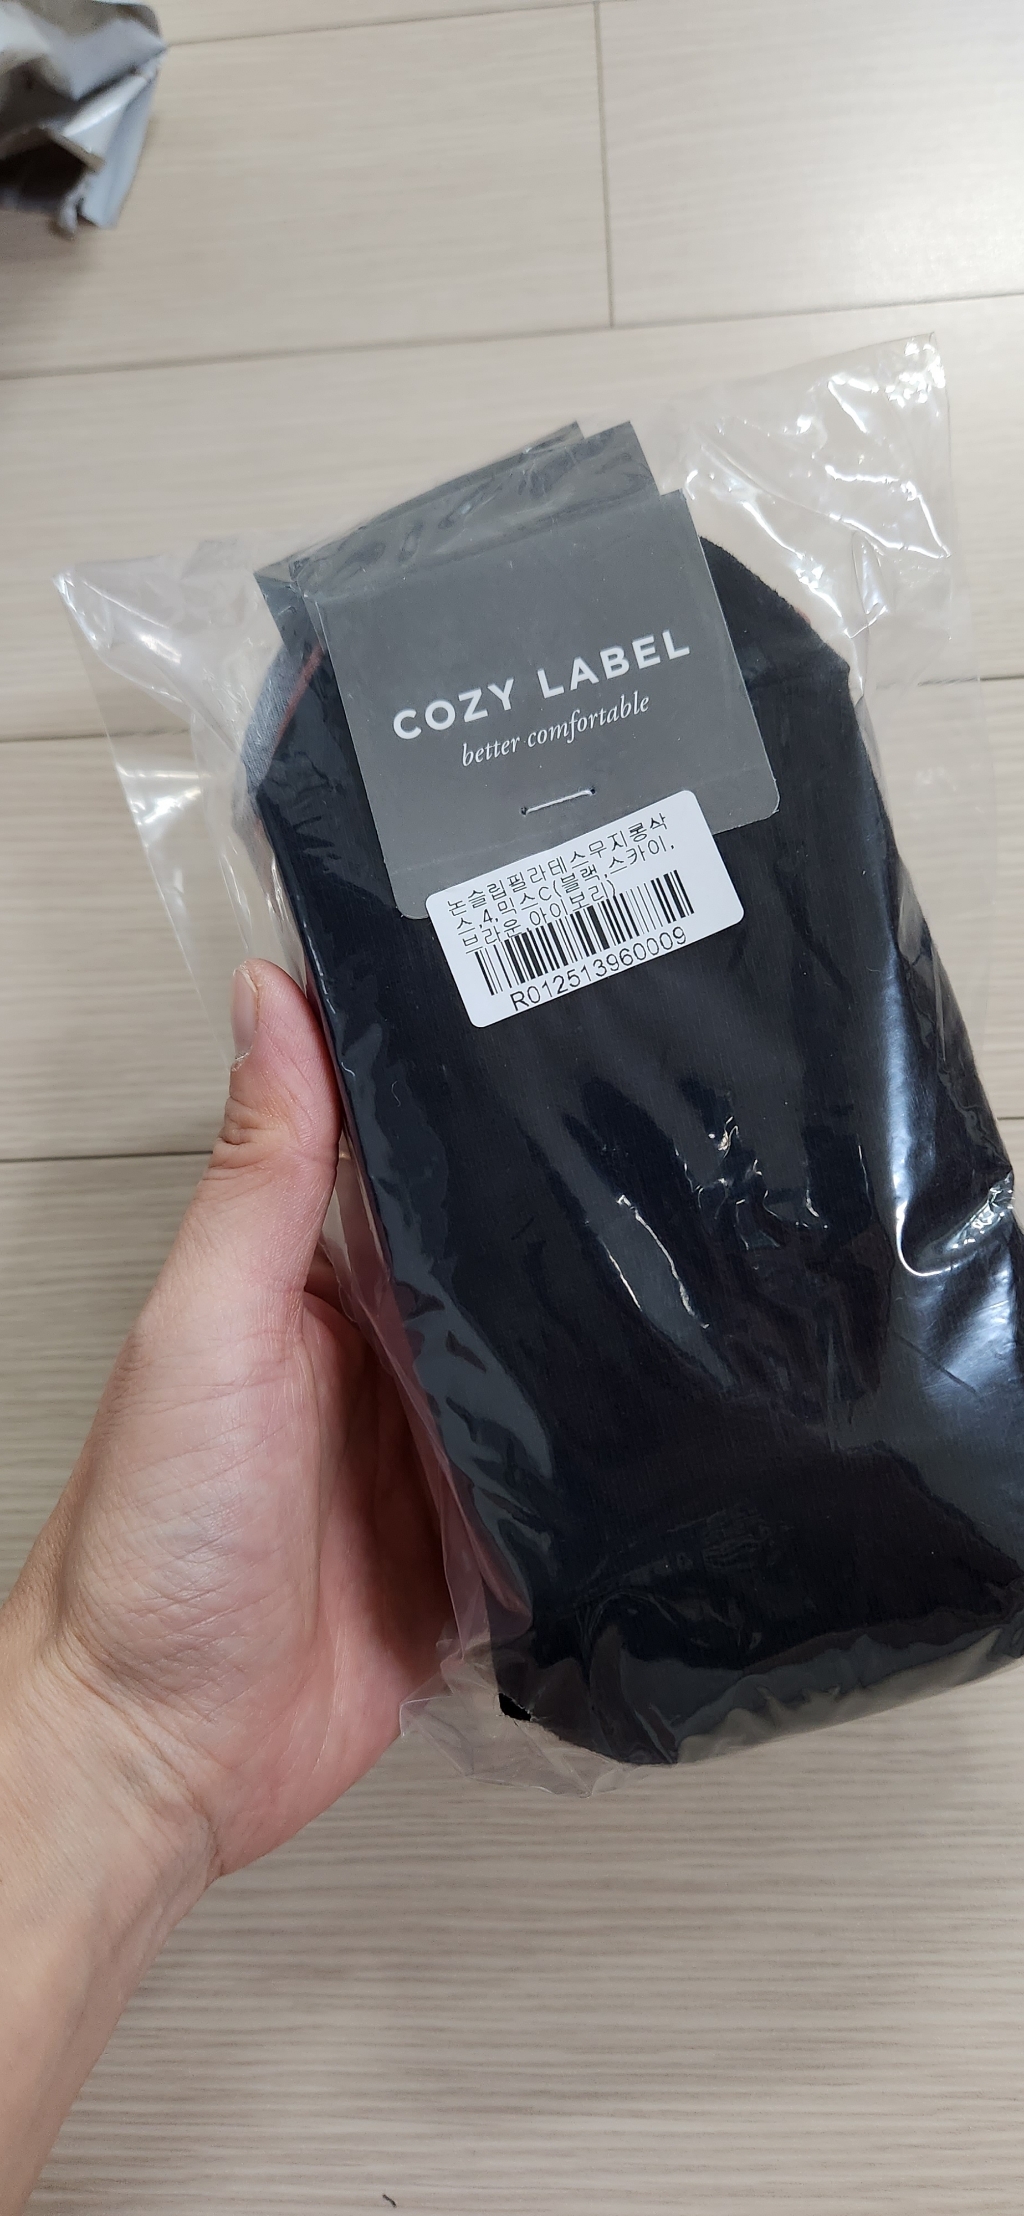 COZY LABEL
better comfortable
논슬립필라테스무지롱삭
스,4.믹스C(블랙,스카이,
브라운,아이보리)
R012513960009